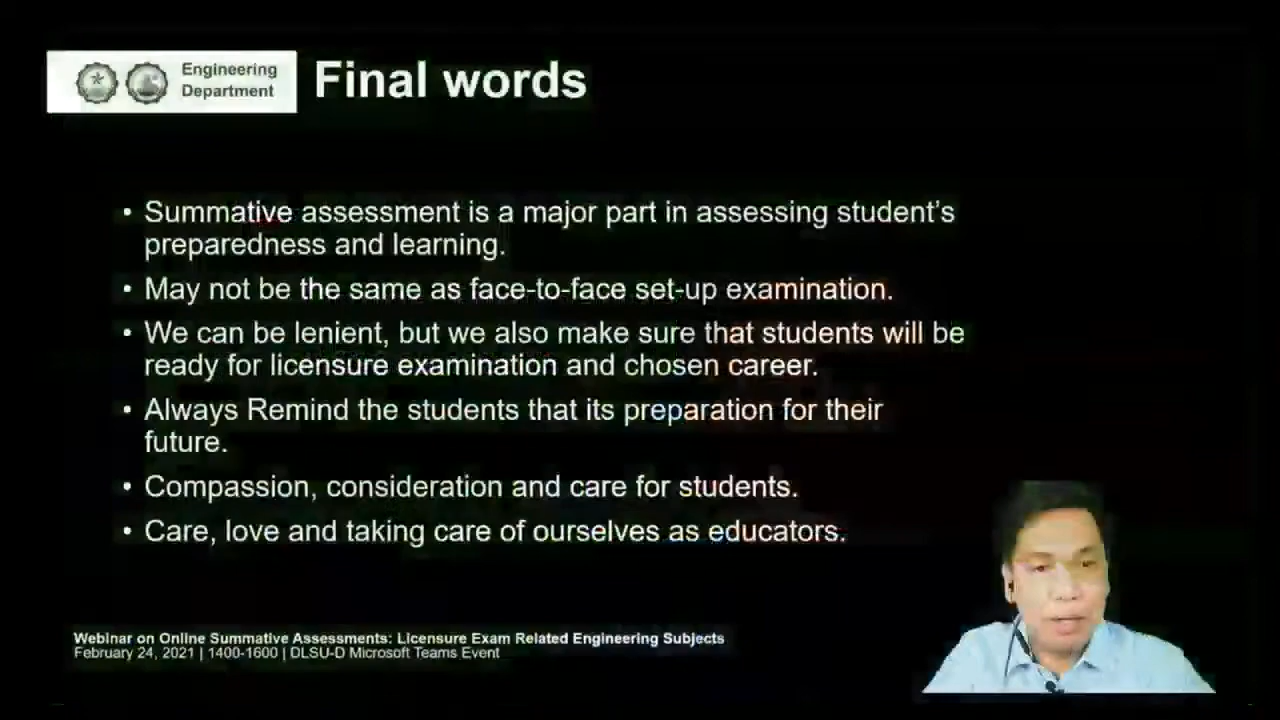 Engineering
Department
Final words
• Summative assessment is a major part in assessing student's
preparedness and learning.
• May not be the same as face-to-face set-up examination.
• We can be lenient, but we also make sure that students will be
ready for licensure examination and chosen career.
• Always Remind the students that its preparation for their
future.
• Compassion, consideration and care for students.
• Care, love and taking care of ourselves as educators.
Webinar on Online Summative Assessments: Licensure Exam Related Engineering Subjects
February 24, 2021 | 1400-1600 | DLSU-D Microsoft Teams Event